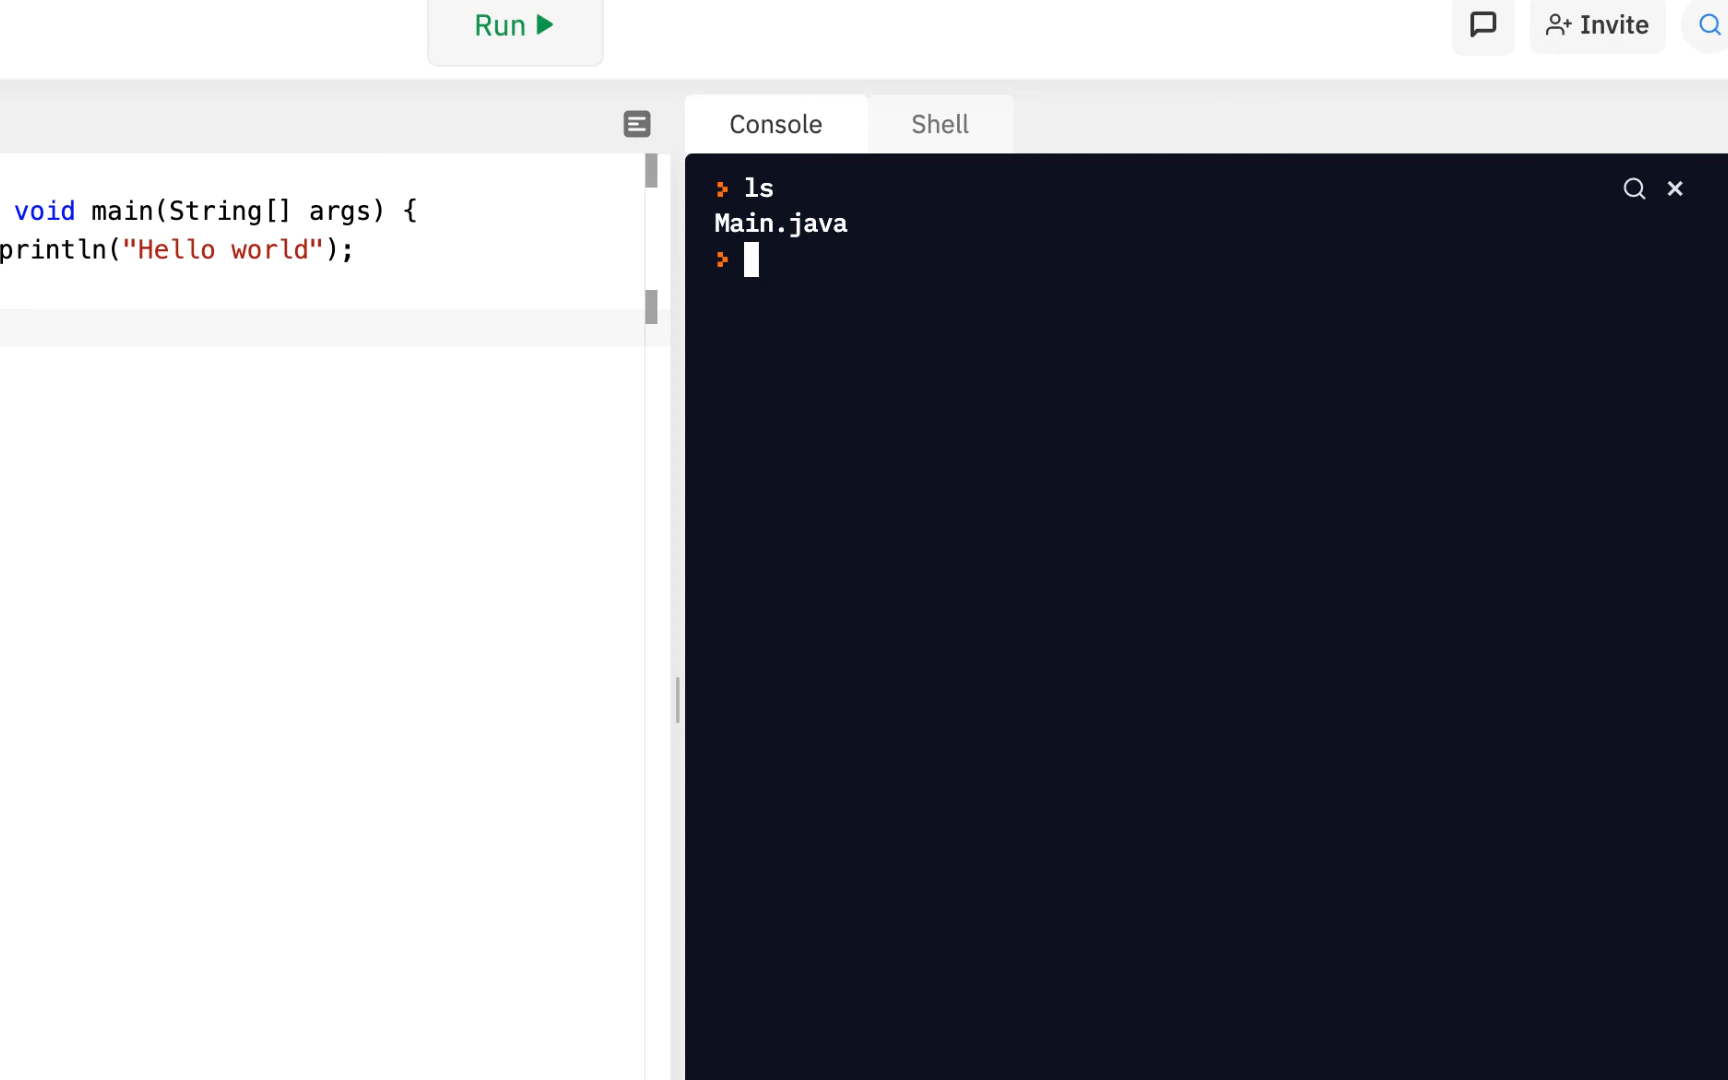 Run
Invite
Console Shell
void main(String[] args) {
println("Hello world");
ls
Main.java